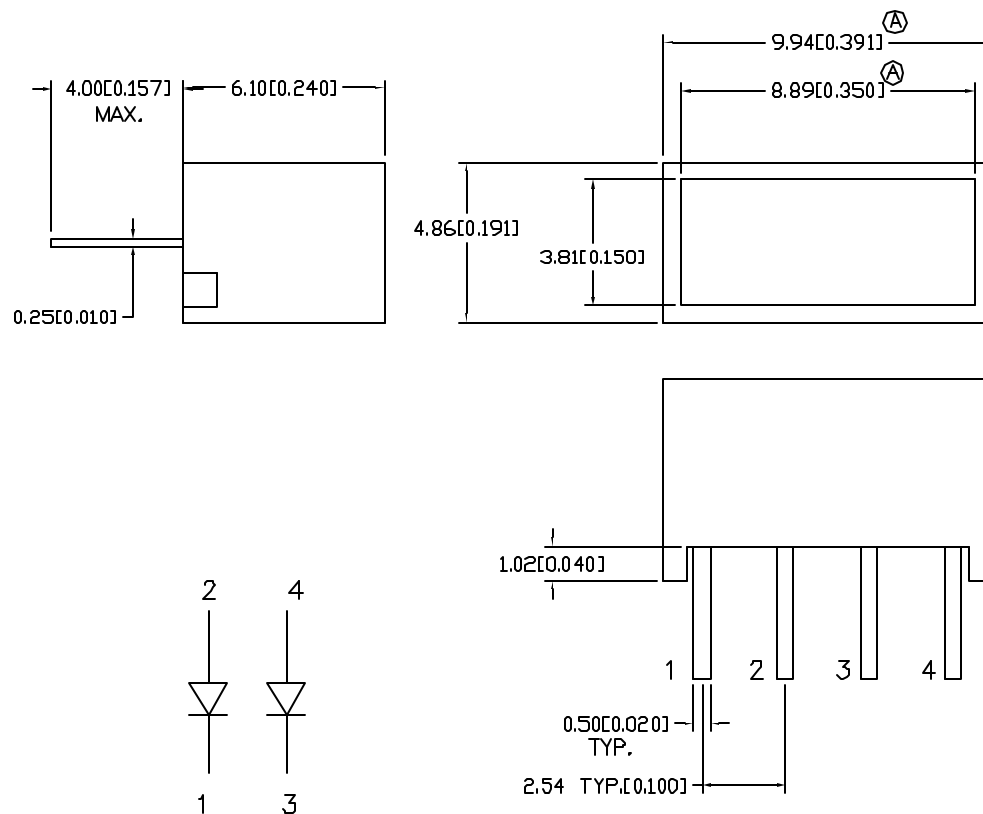 A
9.94[0.391]
A
4.00[0.157]
MAX.
6.10[0.240]
8.89[0.350]
4.86[0.191]
3.81[0.150]
0.25[0.010]
1.02[0.040]
2 4
1 2 3 4
0.50[0.020]
TYP.
2.54 TYP.[0.100]
1 3